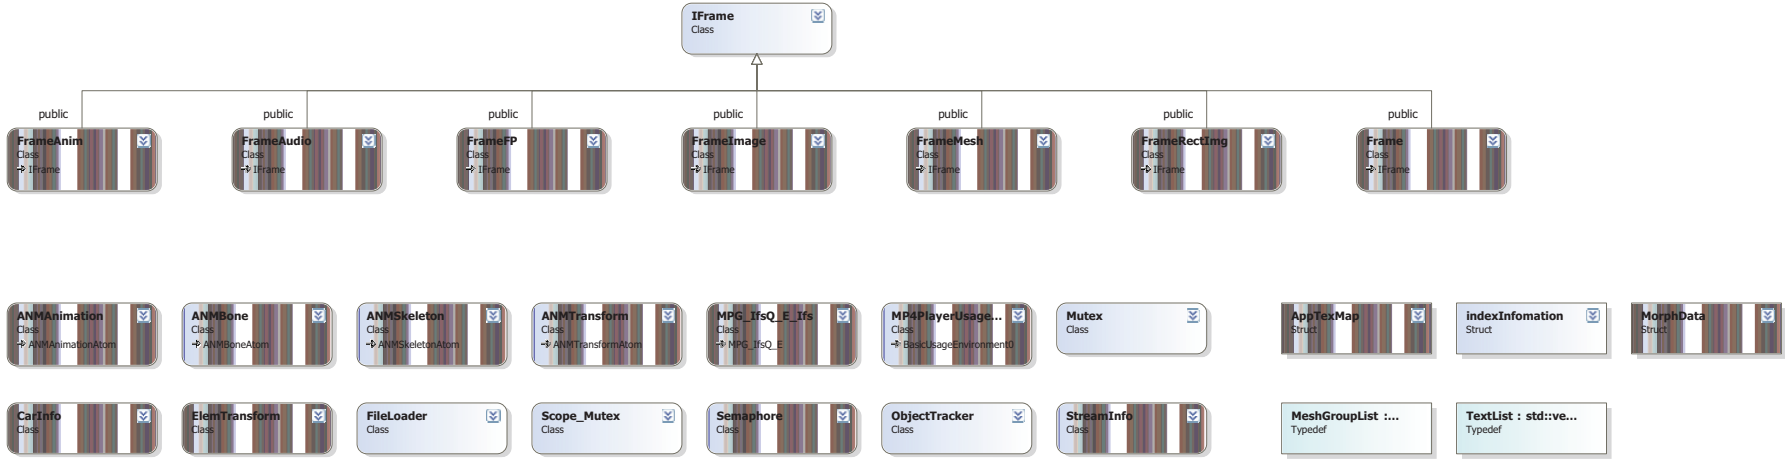 IFrame
Class
public
public
public
public
public
public
public
FrameAnim
Class
IFrame
FrameAudio
Class
IFrame
FrameFP
Class
IFrame
FrameImage
Class
IFrame
FrameMesh
Class
IFrame
FrameRectImg
Class
IFrame
Frame
Class
IFrame
ANMAnimation
Class
ANMAnimationAtom
ANMBone
Class
ANMBoneAtom
ANMSkeleton
Class
ANMSkeletonAtom
ANMTransform
Class
ANMTransformAtom
MPG_IfsQ_E_Ifs
Class
MPG_IfsQ_E
MP4PlayerUsage...
Class
BasicUsageEnvironment0
Mutex
Class
AppTexMap
Struct
indexInfomation
Struct
MorphData
Struct
CarInfo
Class
ElemTransform
Class
FileLoader
Class
Scope_Mutex
Class
Semaphore
Class
ObjectTracker
Class
StreamInfo
Class
MeshGroupList :...
Typedef
TextList : std::ve...
Typedef